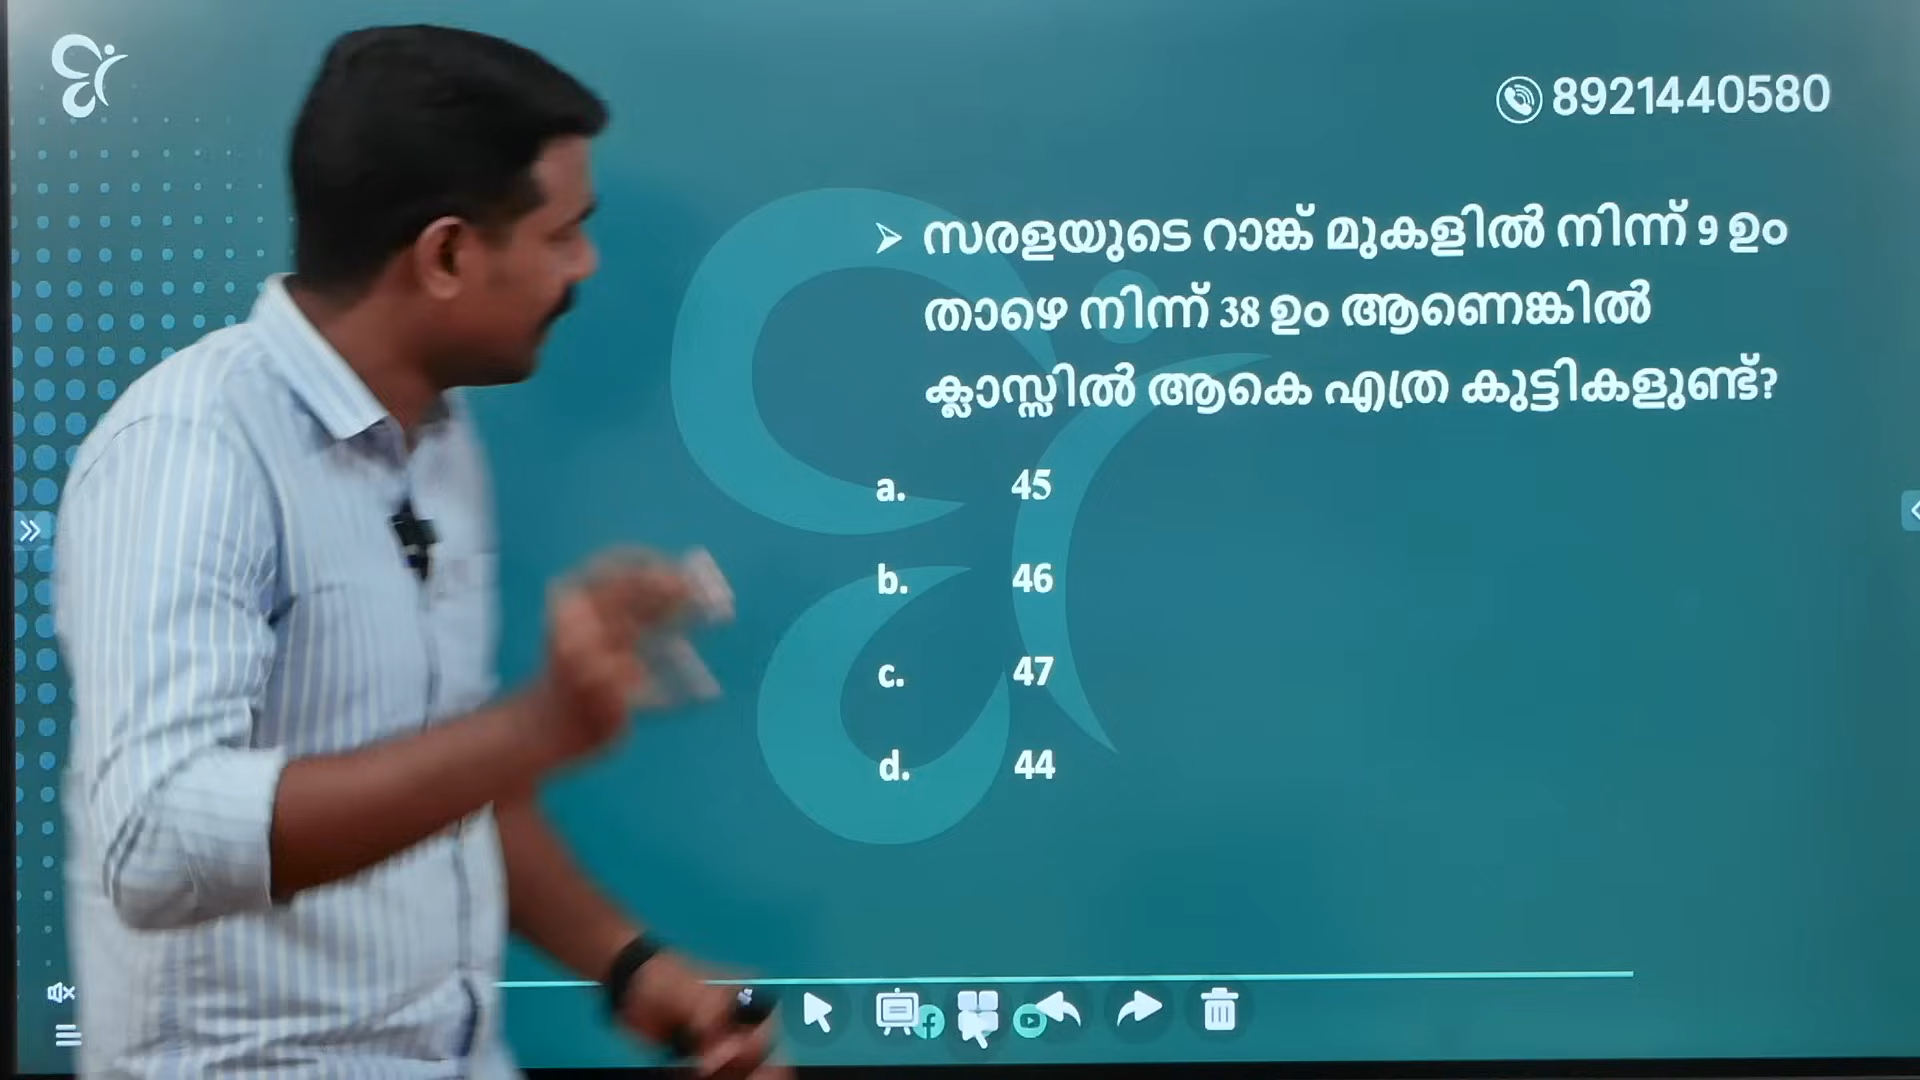 8921440580
➤ സരളയുടെ റാങ്ക് മുകളിൽ നിന്ന് 9 ഉം
താഴെ നിന്ന് 38 ഉം ആണെങ്കിൽ
ക്ലാസ്സിൽ ആകെ എത്ര കുട്ടികളുണ്ട്?
a. 45
b. 46
c. 47
d. 44